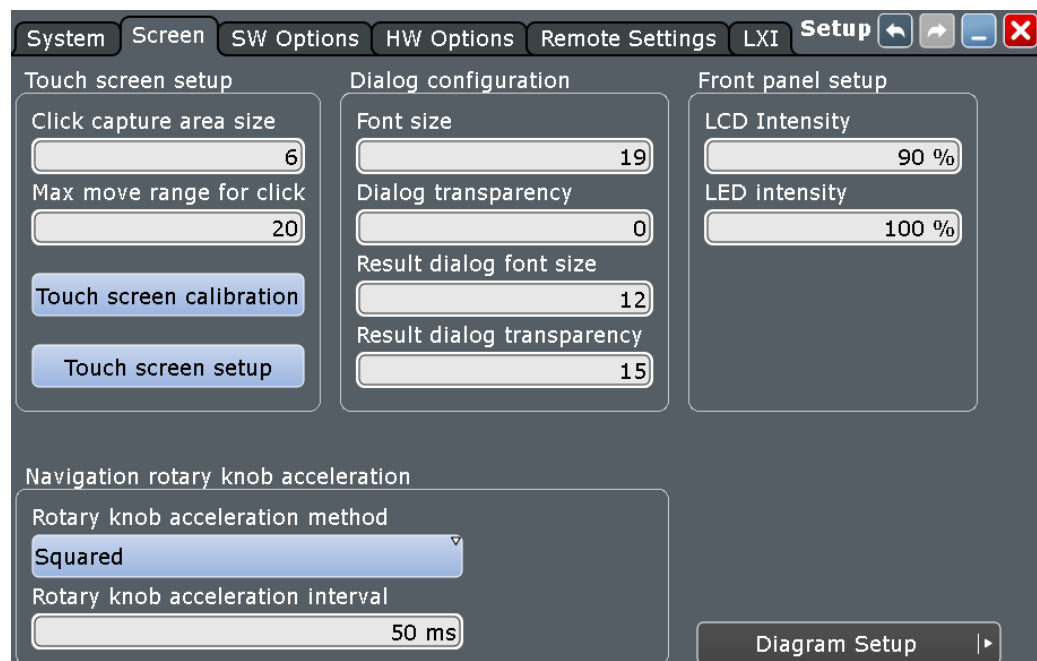 System Screen SW Options HW Options Remote Settings LXI Setup
Touch screen setup
Click capture area size
6
Max move range for click
20
Touch screen calibration
Touch screen setup
Dialog configuration
Font size
19
Dialog transparency
0
Result dialog font size
12
Result dialog transparency
15
Front panel setup
LCD Intensity
90 %
LED intensity
100 %
Navigation rotary knob acceleration
Rotary knob acceleration method
Squared
Rotary knob acceleration interval
50 ms
Diagram Setup